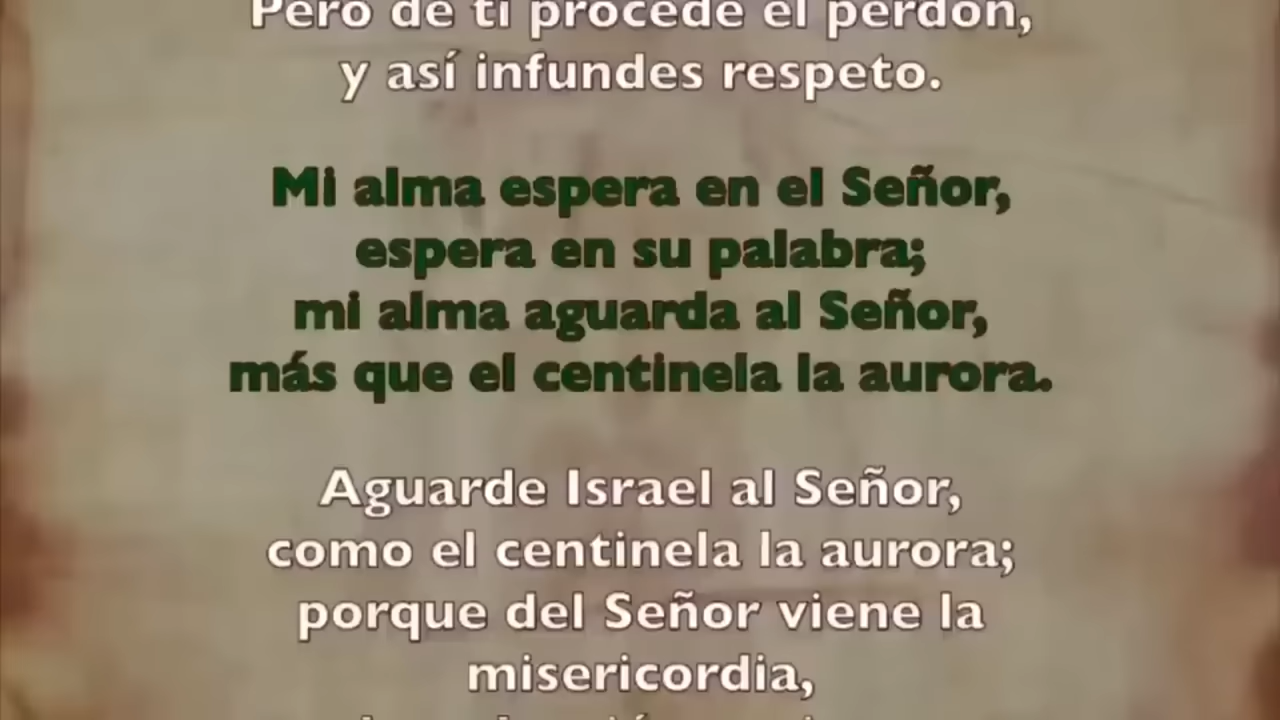 Pero de ti procede el perdón,
y así infundes respeto.
Mi alma espera en el Señor,
espera en su palabra;
mi alma aguarda al Señor,
más que el centinela la aurora.
Aguarde Israel al Señor,
como el centinela la aurora;
porque del Señor viene la
misericordia,